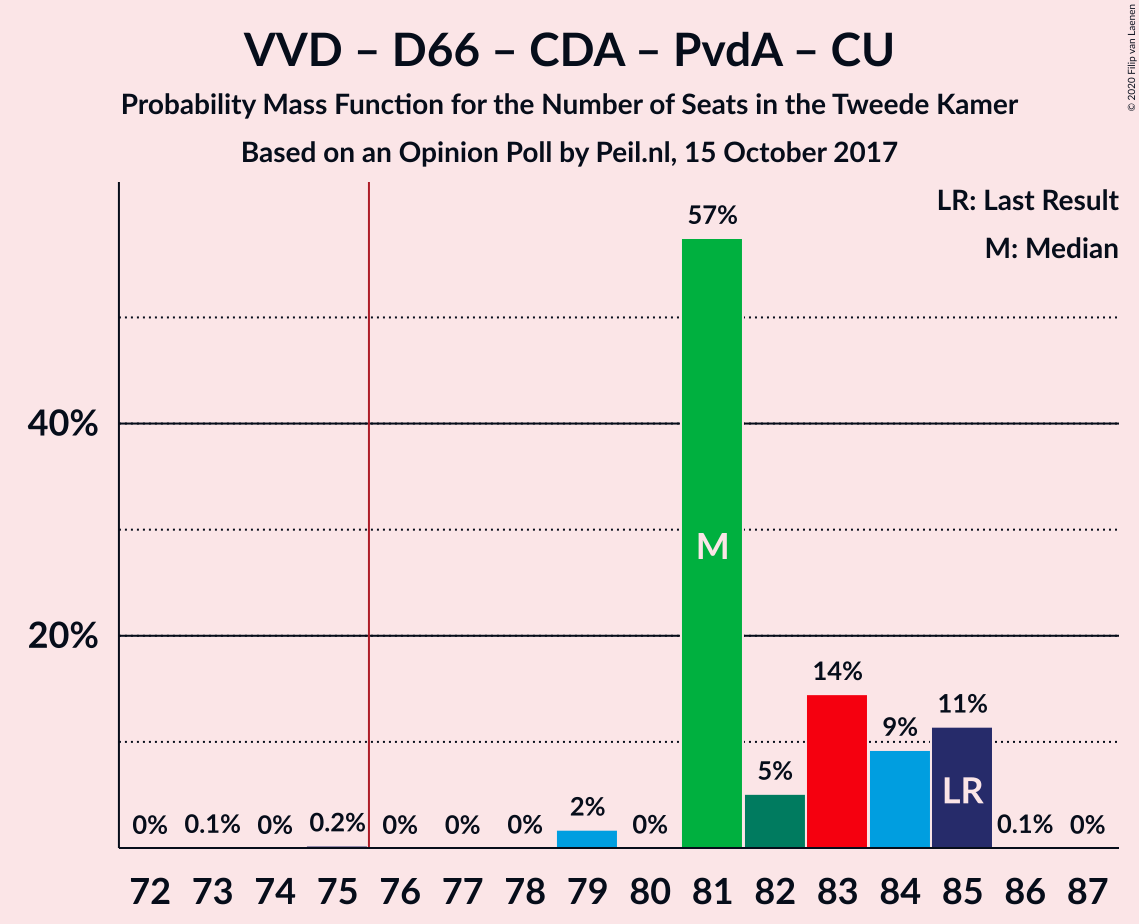 VVD – D66 – CDA – PvdA – CU
Probability Mass Function for the Number of Seats in the Tweede Kamer
Based on an Opinion Poll by Peil.nl, 15 October 2017
© 2020 Filip van Laenen
LR: Last Result
M: Median
57%
40%
M
20%
14%
11%
9%
5%
LR
2%
0% 0.1% 0% 0.2% 0% 0% 0% 0% 0.1% 0%
72 73 74 75 76 77 78 79 80 81 82 83 84 85 86 87